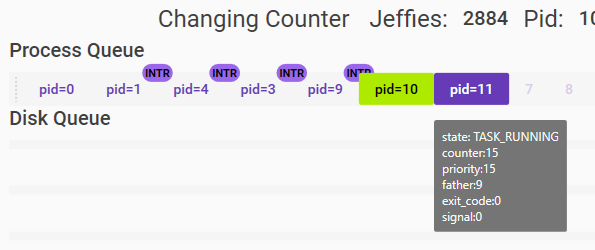 Changing Counter Jeffies: 2884 Pid: 10
Process Queue
INTR INTR INTR INTR
pid=0 pid=1 pid=4 pid=3 pid=9 pid=10 pid=11 7 8
Disk Queue
state: TASK_RUNNING
counter:15
priority:15
father:9
exit_code:0
signal:0